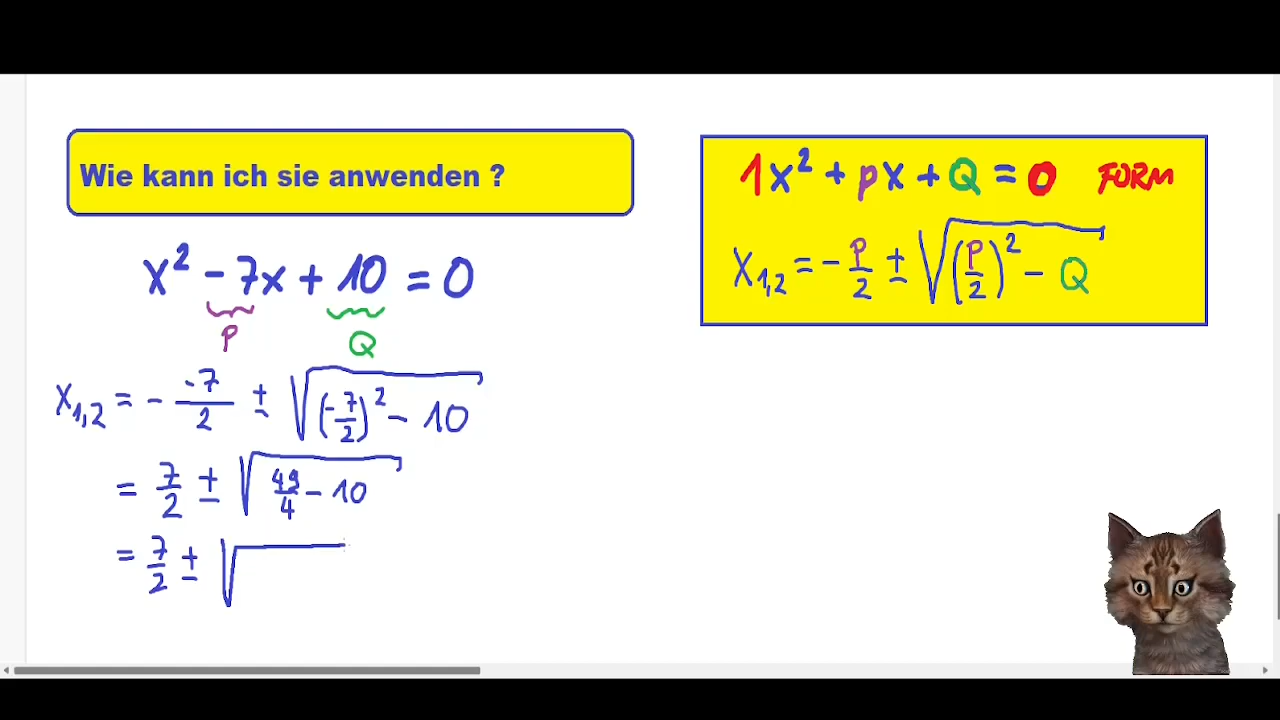 Wie kann ich sie anwenden ?
x² - 7x + 10 = 0
P Q
x₁,₂ = - -7/2 ± √((-7/2)² - 10)
= 7/2 ± √(49/4 - 10)
= 7/2 ± √
1x² + px + Q = 0 FORM
x₁,₂ = - P/2 ± √((P/2)² - Q)